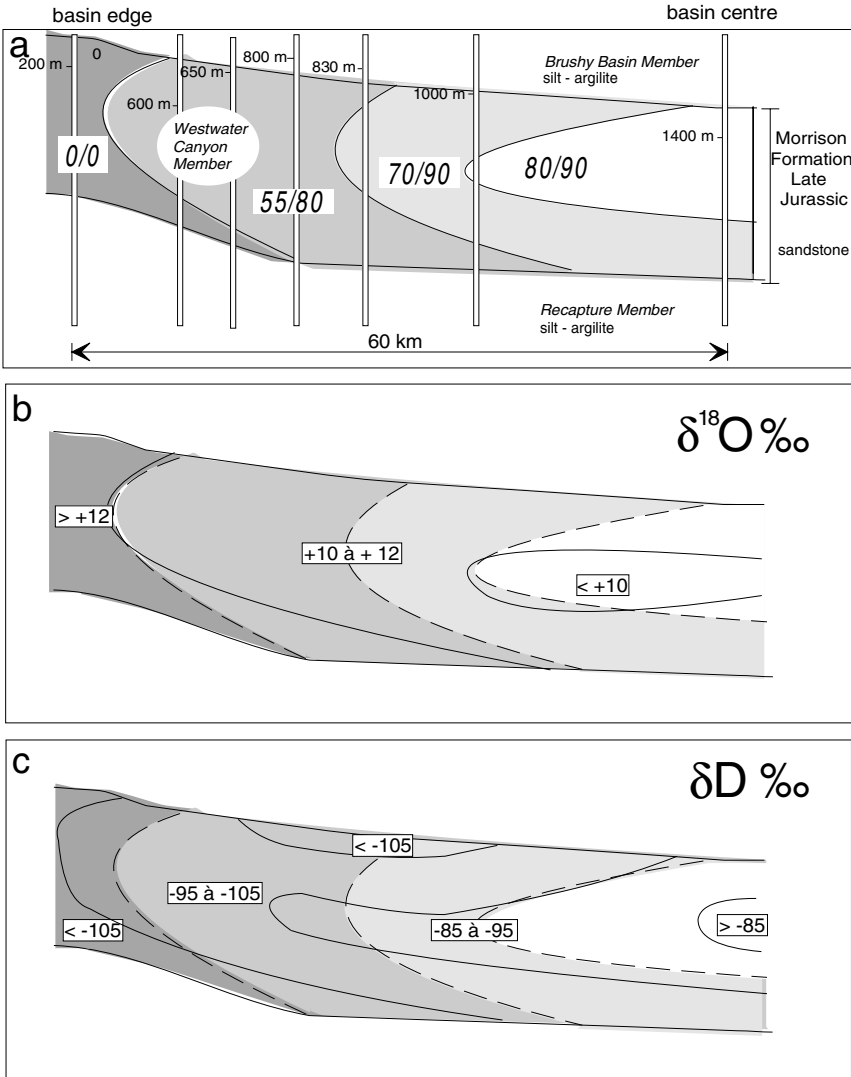 basin edge
basin centre
a
200 m
0
600 m
650 m
800 m
830 m
1000 m
1400 m
Brushy Basin Member
silt - argilite
Westwater
Canyon
Member
0/0
55/80
70/90
80/90
Morrison
Formation
Late
Jurassic
sandstone
Recapture Member
silt - argilite
60 km
b
δ¹⁸O ‰
> +12
+10 à + 12
< +10
c
δD ‰
< -105
-95 à -105
< -105
-85 à -95
> -85